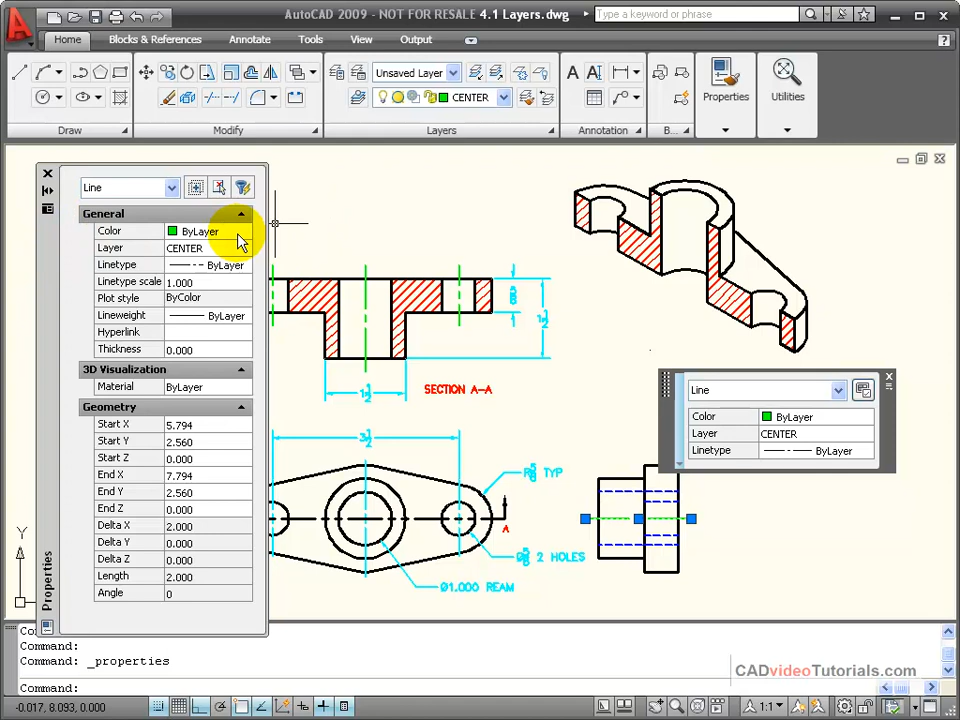 AutoCAD 2009 - NOT FOR RESALE 4.1 Layers.dwg
Type a keyword or phrase
Home Blocks & References Annotate Tools View Output
Unsaved Layer
CENTER
Properties
Utilities
Draw
Modify
Layers
Annotation
B...
Line
General
Color ByLayer
Layer CENTER
Linetype ByLayer
Linetype scale 1.000
Plot style ByColor
Lineweight ByLayer
Hyperlink
Thickness 0.000
3D Visualization
Material ByLayer
Geometry
Start X 5.794
Start Y 2.560
Start Z 0.000
End X 7.794
End Y 2.560
End Z 0.000
Delta X 2.000
Delta Y 0.000
Delta Z 0.000
Length 2.000
Angle 0
Properties
SECTION A-A
TYP
A
2 HOLES
Ø1.000 REAM
Line
Color ByLayer
Layer CENTER
Linetype ByLayer
Y
Command:
Command: _properties
Command:
CADvideoTutorials.com
-0.017, 8.093, 0.000
1:1